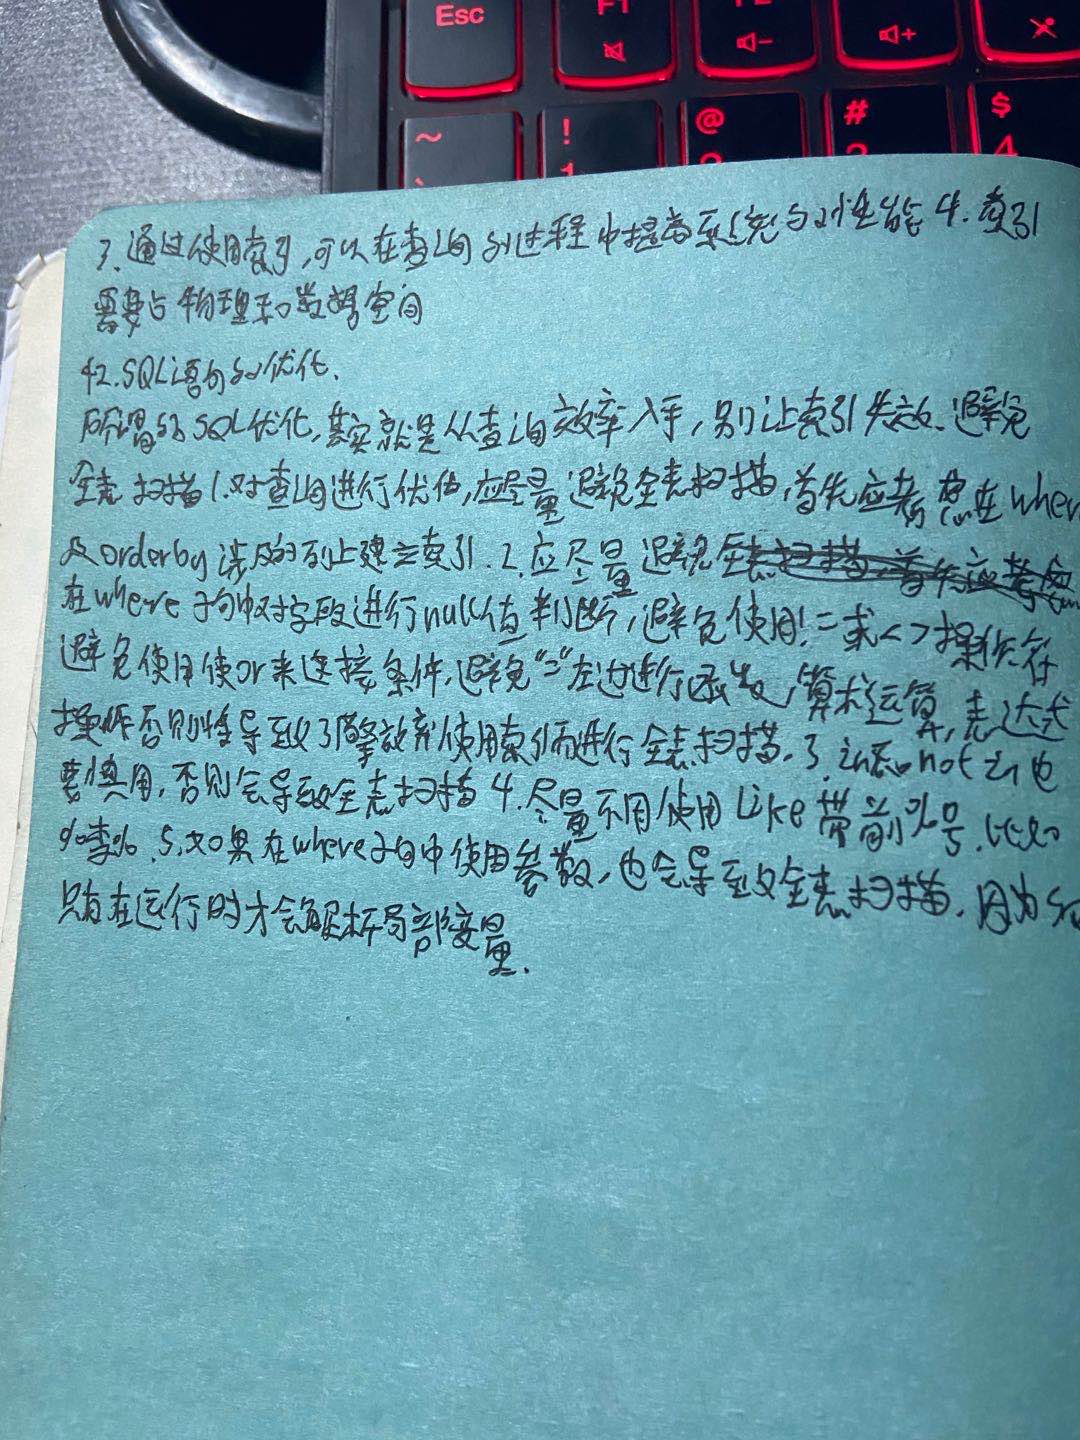 Esc
F1
~
!
1
@
#
$
4
3.通过使用索引,可以在查询的过程中提高系统的性能 4.索引
需要占物理和数据空间
42.SQL语句的优化.
所谓的SQL优化,其实就是从查询效率入手,别让索引失效.避免
全表扫描1.对查询进行优化,应尽量避免全表扫描,首先应考虑在wher
及orderby涉及的列上建立索引.2.应尽量避免
在where子句中对字段进行null值判断,避免使用!=或<>操作符
避免使用使or来连接条件,避免"="左边进行函数,算术运算,表达式
操作否则将导致引擎放弃使用索引而进行全表扫描.3.in和not in也
要慎用,否则会导致全表扫描4.尽量不用使用Like带前%号.比如
%李%.5.如果在where子句中使用参数,也会导致全表扫描,因为
只有在运行时才会解析局部变量.